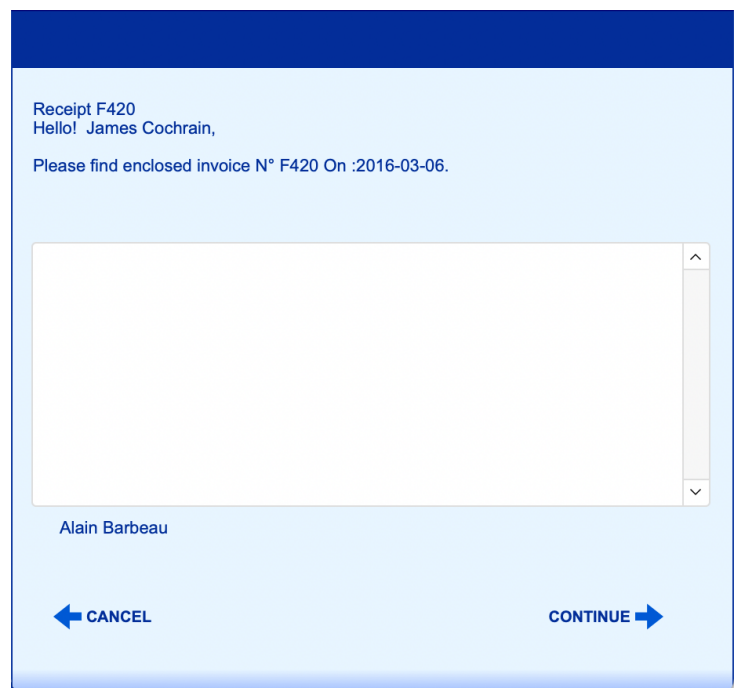 Receipt F420
Hello!  James Cochrain,
Please find enclosed invoice N° F420 On :2016-03-06.
Alain Barbeau
CANCEL
CONTINUE